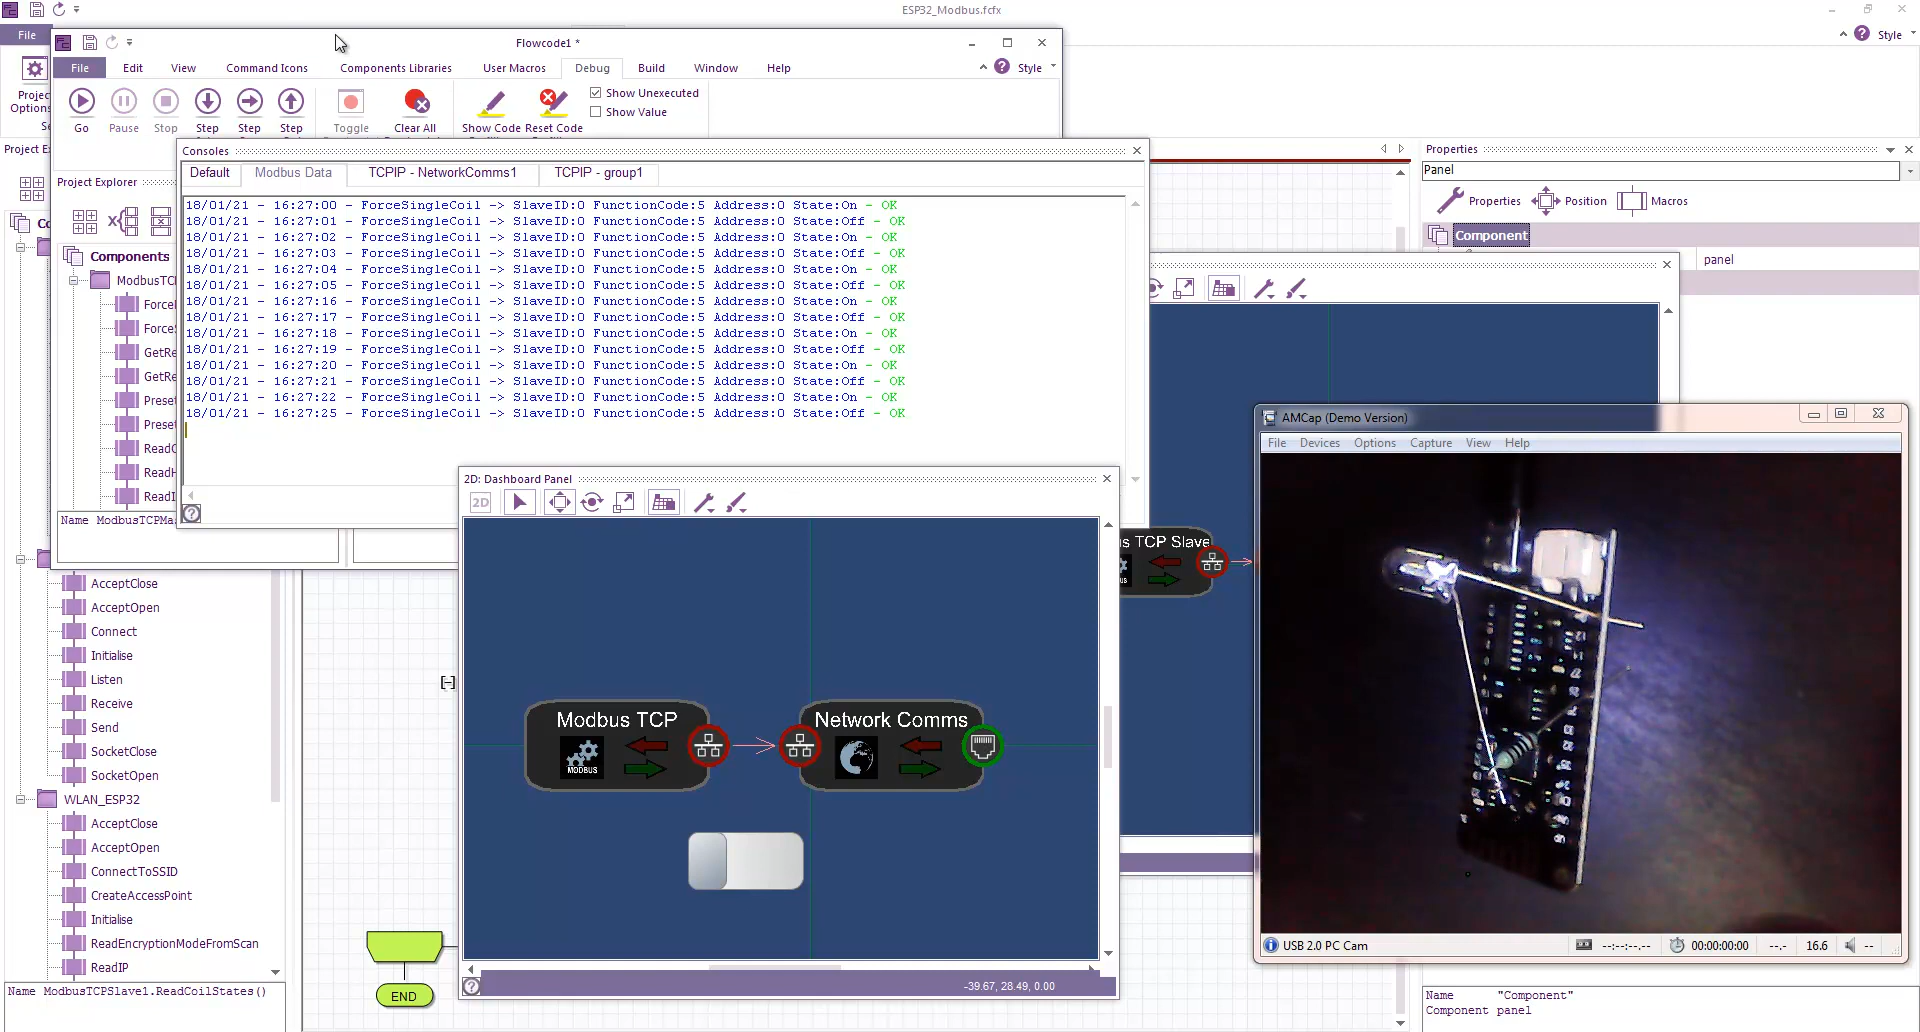 ESP32_Modbus.fcfx
File
Style
Flowcode1 *
File Edit View Command Icons Components Libraries User Macros Debug Build Window Help Style
Go Pause Stop Step Step Step Toggle Clear All Show Code Reset Code
Show Unexecuted
Show Value
Project Explorer
Components
Consoles
Default Modbus Data TCPIP - NetworkComms1 TCPIP - group1
18/01/21 - 16:27:00 - ForceSingleCoil -> SlaveID:0 FunctionCode:5 Address:0 State:On - OK
18/01/21 - 16:27:01 - ForceSingleCoil -> SlaveID:0 FunctionCode:5 Address:0 State:Off - OK
18/01/21 - 16:27:02 - ForceSingleCoil -> SlaveID:0 FunctionCode:5 Address:0 State:On - OK
18/01/21 - 16:27:03 - ForceSingleCoil -> SlaveID:0 FunctionCode:5 Address:0 State:Off - OK
18/01/21 - 16:27:04 - ForceSingleCoil -> SlaveID:0 FunctionCode:5 Address:0 State:On - OK
18/01/21 - 16:27:05 - ForceSingleCoil -> SlaveID:0 FunctionCode:5 Address:0 State:Off - OK
18/01/21 - 16:27:16 - ForceSingleCoil -> SlaveID:0 FunctionCode:5 Address:0 State:On - OK
18/01/21 - 16:27:17 - ForceSingleCoil -> SlaveID:0 FunctionCode:5 Address:0 State:Off - OK
18/01/21 - 16:27:18 - ForceSingleCoil -> SlaveID:0 FunctionCode:5 Address:0 State:On - OK
18/01/21 - 16:27:19 - ForceSingleCoil -> SlaveID:0 FunctionCode:5 Address:0 State:Off - OK
18/01/21 - 16:27:20 - ForceSingleCoil -> SlaveID:0 FunctionCode:5 Address:0 State:On - OK
18/01/21 - 16:27:21 - ForceSingleCoil -> SlaveID:0 FunctionCode:5 Address:0 State:Off - OK
18/01/21 - 16:27:22 - ForceSingleCoil -> SlaveID:0 FunctionCode:5 Address:0 State:On - OK
18/01/21 - 16:27:25 - ForceSingleCoil -> SlaveID:0 FunctionCode:5 Address:0 State:Off - OK
2D: Dashboard Panel
2D
Modbus TCP
MODBUS
Network Comms
-39.67, 28.49, 0.00
TCP Slave
AcceptClose
AcceptOpen
Connect
Initialise
Listen
Receive
Send
SocketClose
SocketOpen
WLAN_ESP32
AcceptClose
AcceptOpen
ConnectToSSID
CreateAccessPoint
Initialise
ReadEncryptionModeFromScan
ReadIP
Name ModbusTCPSlave1.ReadCoilStates()
END
Properties
Panel
Properties Position Macros
Component
panel
AMCap (Demo Version)
File Devices Options Capture View Help
USB 2.0 PC Cam --:--:--.-- 00:00:00:00 --.- 16.6 --
Name "Component"
Component panel